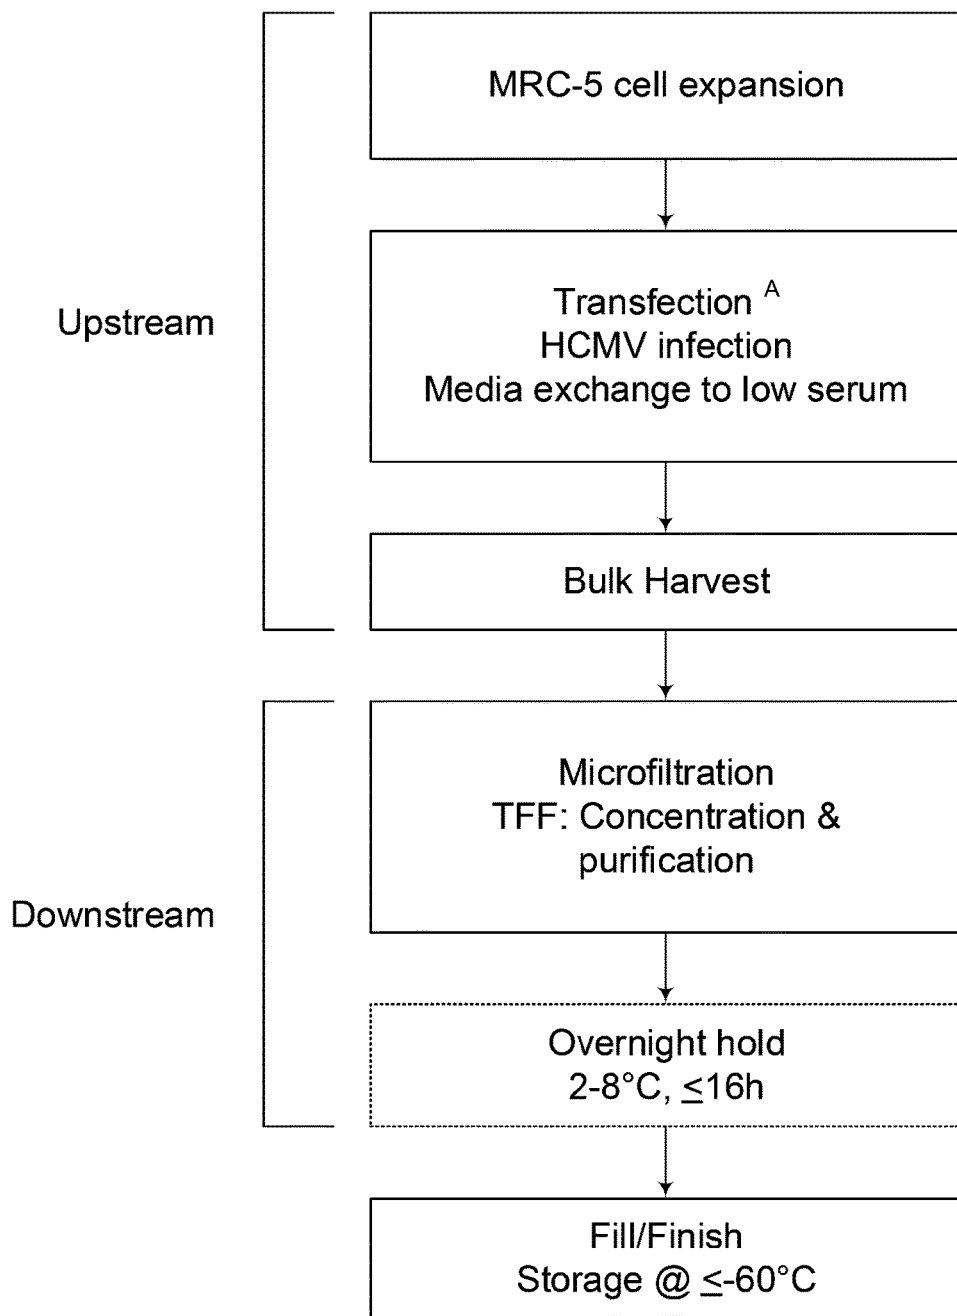 MRC-5 cell expansion
Transfection A
HCMV infection
Media exchange to low serum
Upstream
Bulk Harvest
Microfiltration
TFF: Concentration &
purification
Downstream
Overnight hold
2-8°C, ≤16h
Fill/Finish
Storage @ ≤-60°C